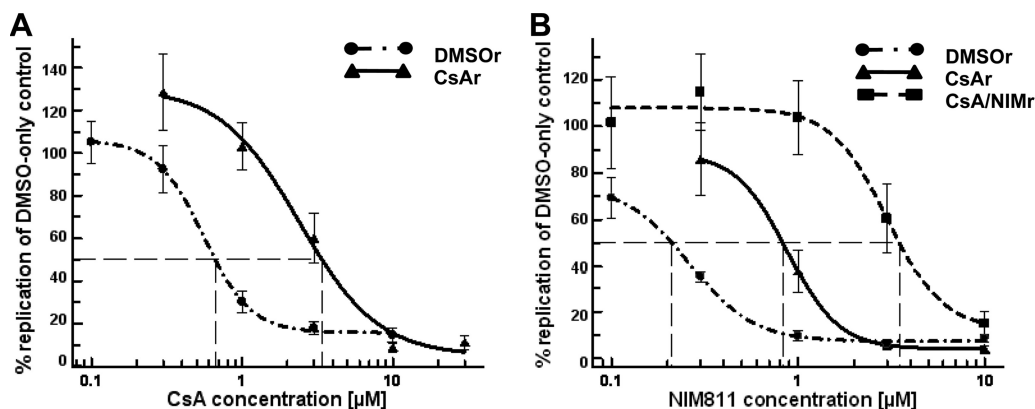 A
% replication of DMSO-only control
140
120
100
80
60
40
20
0
0.1
1
10
CsA concentration [µM]
DMSOr
CsAr
B
% replication of DMSO-only control
120
100
80
60
40
20
0
0.1
1
10
NIM811 concentration [µM]
DMSOr
CsAr
CsA/NIMr